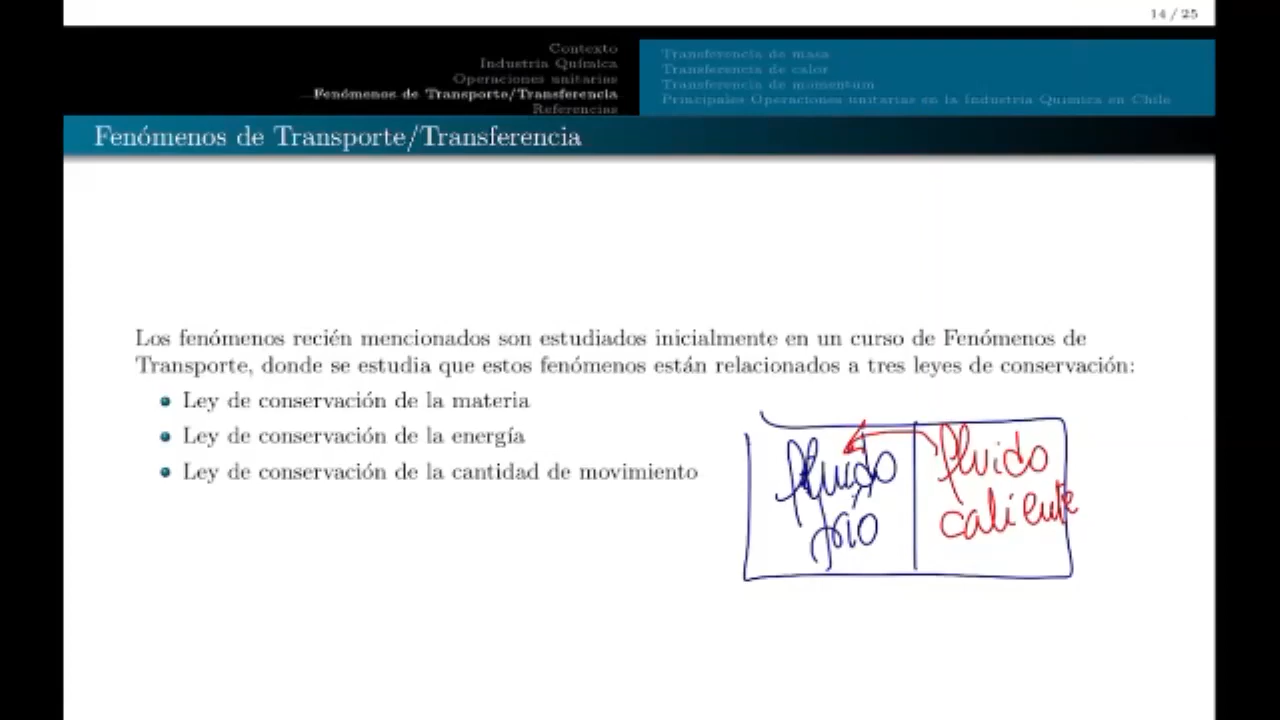 14 / 25
Contexto
Industria Química
Operaciones unitarias
Fenómenos de Transporte/Transferencia
Referencias
Transferencia de masa
Transferencia de calor
Transferencia de momentum
Principales Operaciones unitarias en la Industria Química en Chile
Fenómenos de Transporte/Transferencia
Los fenómenos recién mencionados son estudiados inicialmente en un curso de Fenómenos de
Transporte, donde se estudia que estos fenómenos están relacionados a tres leyes de conservación:
Ley de conservación de la materia
Ley de conservación de la energía
Ley de conservación de la cantidad de movimiento
fluido
frío
fluido
caliente